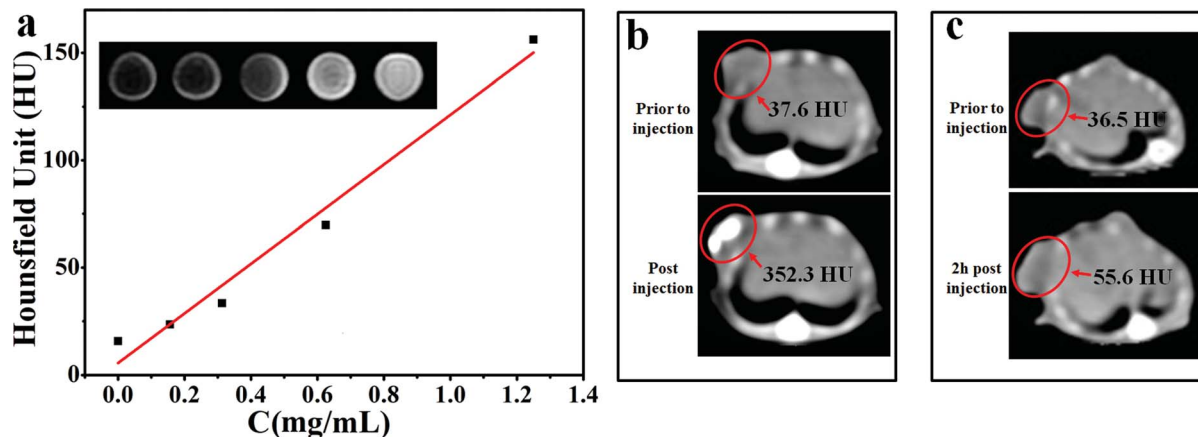 a
Hounsfield Unit (HU)
150
100
50
0
0.0 0.2 0.4 0.6 0.8 1.0 1.2 1.4
C(mg/mL)
b
Prior to
injection
37.6 HU
Post
injection
352.3 HU
c
Prior to
injection
36.5 HU
2h post
injection
55.6 HU